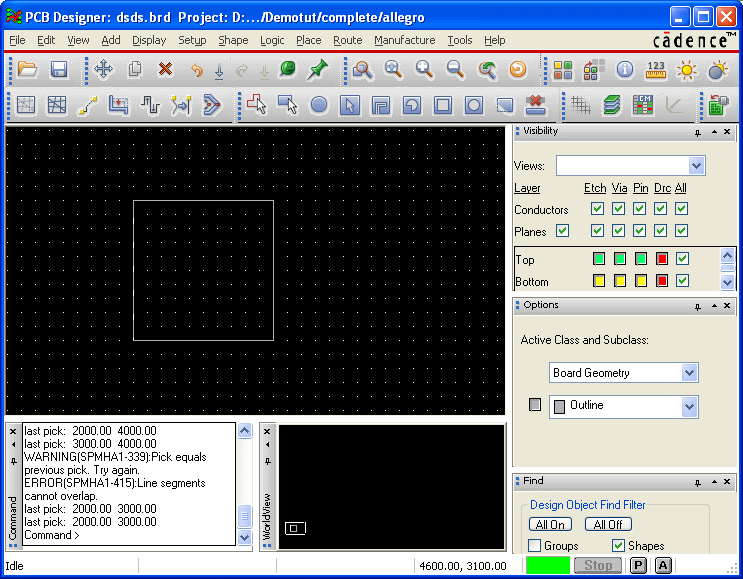 PCB Designer: dsds.brd Project: D:.../Demotut/complete/allegro
File Edit View Add Display Setup Shape Logic Place Route Manufacture Tools Help
cādence™
123
Visibility
Views:
Layer Etch Via Pin Drc All
Conductors
Planes
Top
Bottom
Options
Active Class and Subclass:
Board Geometry
Outline
Command
last pick: 2000.00 4000.00
last pick: 3000.00 4000.00
WARNING(SPMHA1-339):Pick equals
previous pick. Try again.
ERROR(SPMHA1-415):Line segments
cannot overlap.
last pick: 2000.00 3000.00
last pick: 2000.00 3000.00
Command >
WorldView
Find
Design Object Find Filter
All On All Off
Groups Shapes
Idle 4600.00, 3100.00 Stop P A